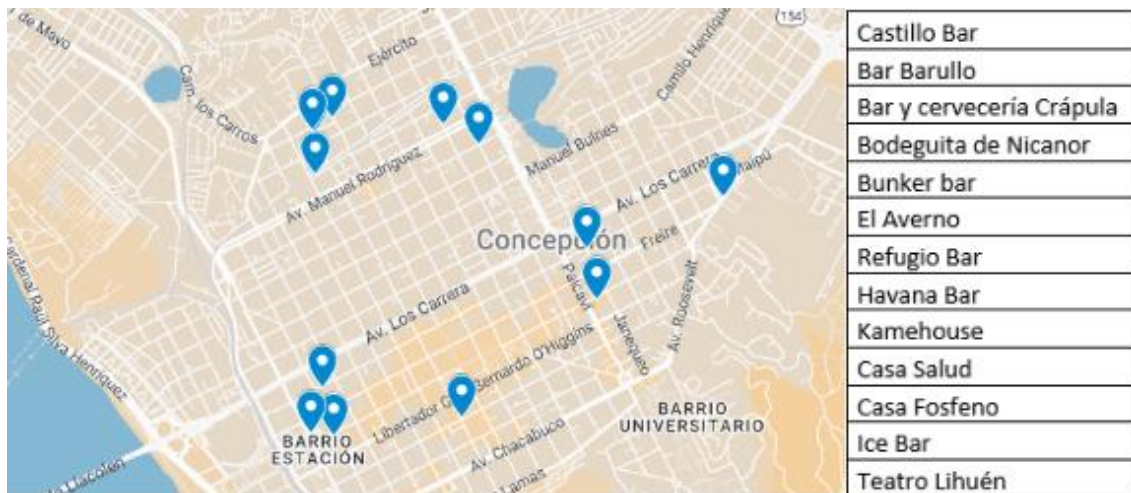 de Mayo
Cam. los Carros
Ejército
Av. Manuel Rodriguez
Camilo Henríquez
154
Manuel Bulnes
Av. Los Carrera
Maipú
Concepción
Freire
Paicaví
Janequeo
Av. Roosevelt
Av. Los Carrera
Cardenal Raúl Silva Henríquez
Libertador Bernardo O'Higgins
BARRIO
UNIVERSITARIO
BARRIO
ESTACIÓN
Av. Chacabuco
Lamas
Llacolén
Castillo Bar
Bar Barullo
Bar y cervecería Crápula
Bodeguita de Nicanor
Bunker bar
El Averno
Refugio Bar
Havana Bar
Kamehouse
Casa Salud
Casa Fosfeno
Ice Bar
Teatro Lihuén